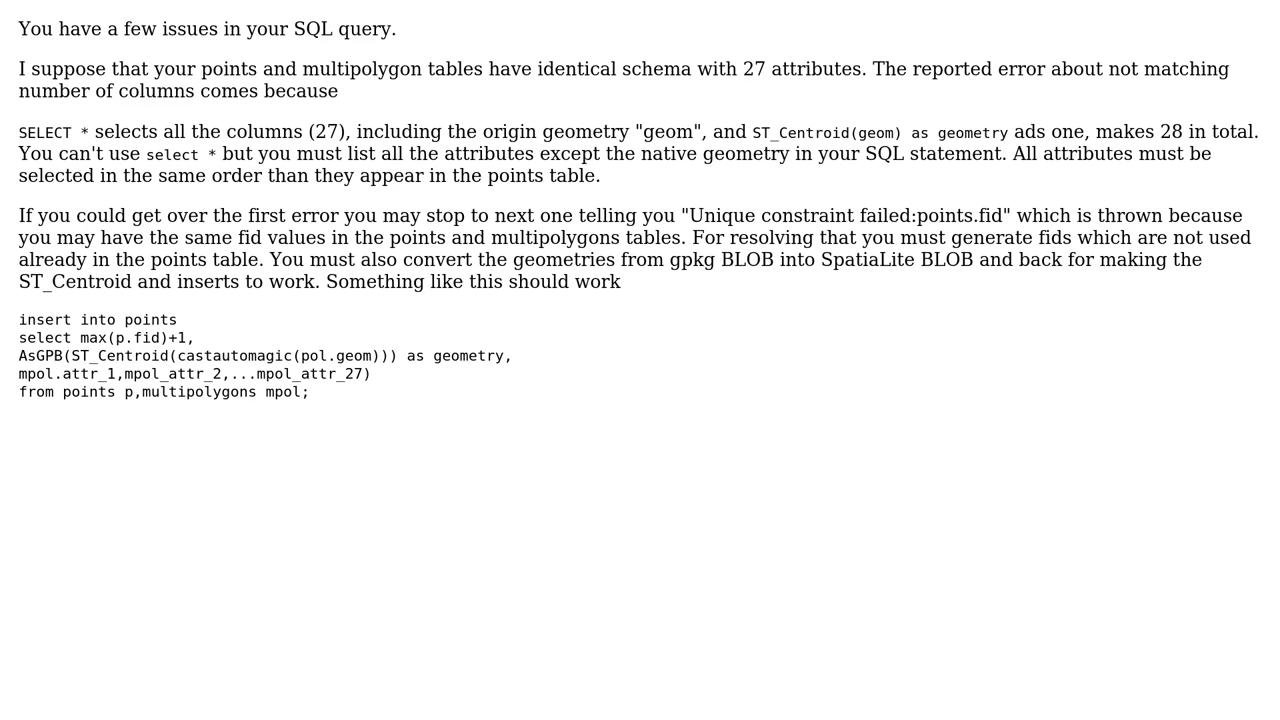 You have a few issues in your SQL query.
I suppose that your points and multipolygon tables have identical schema with 27 attributes. The reported error about not matching
number of columns comes because
SELECT * selects all the columns (27), including the origin geometry "geom", and ST_Centroid(geom) as geometry ads one, makes 28 in total.
You can't use select * but you must list all the attributes except the native geometry in your SQL statement. All attributes must be
selected in the same order than they appear in the points table.
If you could get over the first error you may stop to next one telling you "Unique constraint failed:points.fid" which is thrown because
you may have the same fid values in the points and multipolygons tables. For resolving that you must generate fids which are not used
already in the points table. You must also convert the geometries from gpkg BLOB into SpatiaLite BLOB and back for making the
ST_Centroid and inserts to work. Something like this should work
insert into points
select max(p.fid)+1,
AsGPB(ST_Centroid(castautomagic(pol.geom))) as geometry,
mpol.attr_1,mpol_attr_2,...mpol_attr_27)
from points p,multipolygons mpol;